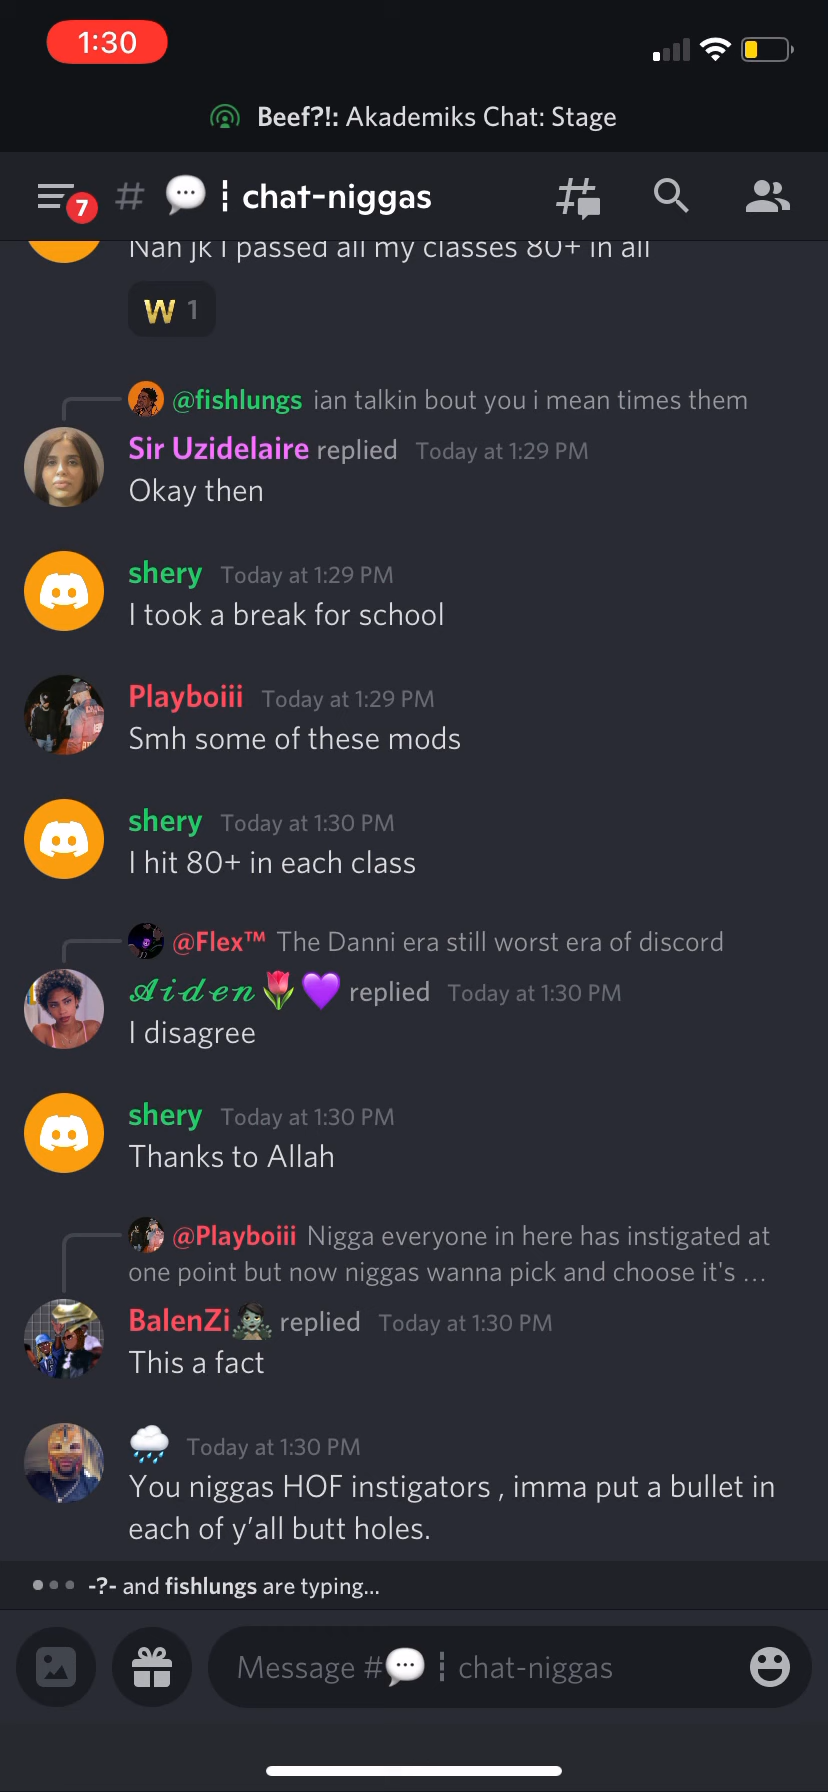 1:30
Beef?!: Akademiks Chat: Stage
7 # 💬 ┇ chat-niggas
Nah jk I passed all my classes 80+ in all
W 1
@fishlungs ian talkin bout you i mean times them
Sir Uzidelaire replied Today at 1:29 PM
Okay then
shery Today at 1:29 PM
I took a break for school
Playboiii Today at 1:29 PM
Smh some of these mods
shery Today at 1:30 PM
I hit 80+ in each class
@Flex™ The Danni era still worst era of discord
𝓐𝓲𝓭𝓮𝓷🌷💜 replied Today at 1:30 PM
I disagree
shery Today at 1:30 PM
Thanks to Allah
@Playboiii Nigga everyone in here has instigated at
one point but now niggas wanna pick and choose it's ...
BalenZi🧟‍♀️ replied Today at 1:30 PM
This a fact
🌧️ Today at 1:30 PM
You niggas HOF instigators , imma put a bullet in
each of y’all butt holes.
-?- and fishlungs are typing...
Message #💬 ┇ chat-niggas